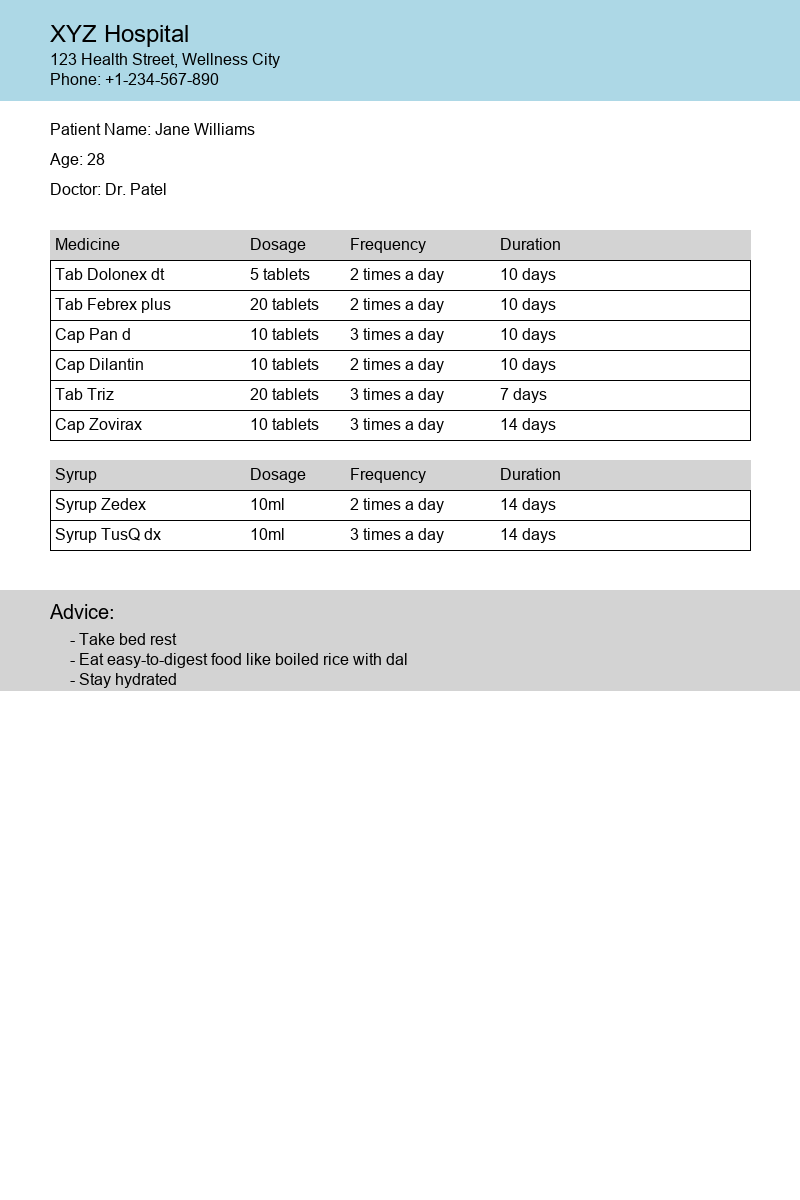 XYZ Hospital
123 Health Street, Wellness City
Phone: +1-234-567-890
Patient Name: Jane Williams
Age: 28
Doctor: Dr. Patel
Medicine Dosage Frequency Duration
Tab Dolonex dt 5 tablets 2 times a day 10 days
Tab Febrex plus 20 tablets 2 times a day 10 days
Cap Pan d 10 tablets 3 times a day 10 days
Cap Dilantin 10 tablets 2 times a day 10 days
Tab Triz 20 tablets 3 times a day 7 days
Cap Zovirax 10 tablets 3 times a day 14 days
Syrup Dosage Frequency Duration
Syrup Zedex 10ml 2 times a day 14 days
Syrup TusQ dx 10ml 3 times a day 14 days
Advice:
- Take bed rest
- Eat easy-to-digest food like boiled rice with dal
- Stay hydrated